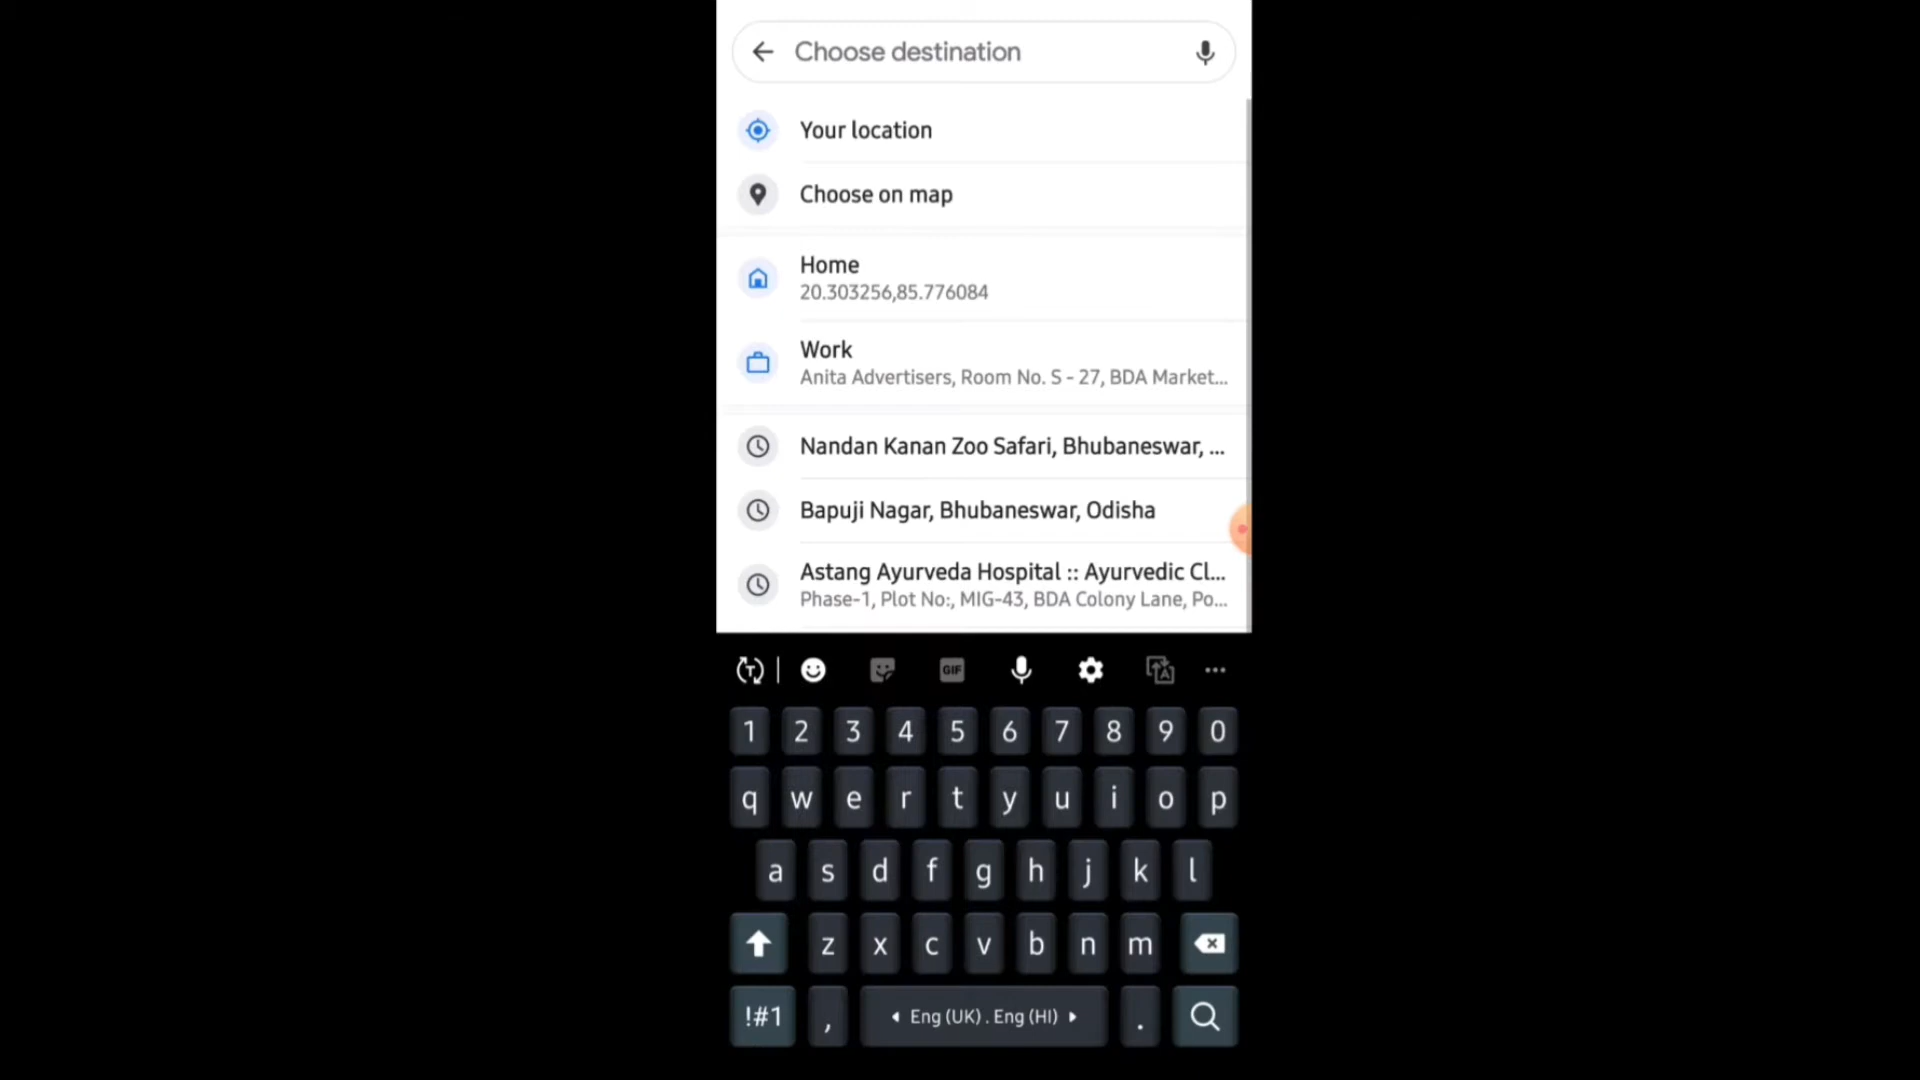 Choose destination
Your location
Choose on map
Home
20.303256,85.776084
Work
Anita Advertisers, Room No. S - 27, BDA Market...
Nandan Kanan Zoo Safari, Bhubaneswar, ...
Bapuji Nagar, Bhubaneswar, Odisha
Astang Ayurveda Hospital :: Ayurvedic Cl...
Phase-1, Plot No:, MIG-43, BDA Colony Lane, Po...
T GIF A
1 2 3 4 5 6 7 8 9 0
q w e r t y u i o p
a s d f g h j k l
z x c v b n m
!#1 , Eng (UK) . Eng (HI) .